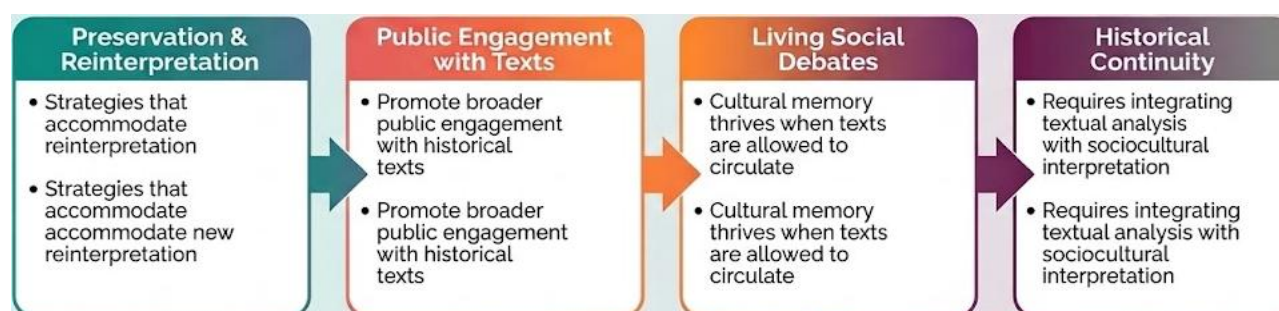 Preservation &
Reinterpretation
• Strategies that
accommodate
reinterpretation
• Strategies that
accommodate
accommodate new
reinterpretation
Public Engagement
with Texts
• Promote broader
public engagement
with historical
texts
• Promote broader
public engagement
with historical
texts
Living Social
Debates
• Cultural memory
thrives when texts
are allowed to
circulate
• Cultural memory
thrives when texts
are allowed to
circulate
Historical
Continuity
• Requires integrating
textual analysis
with sociocultural
interpretation
• Requires integrating
textual analysis with
sociocultural
interpretation